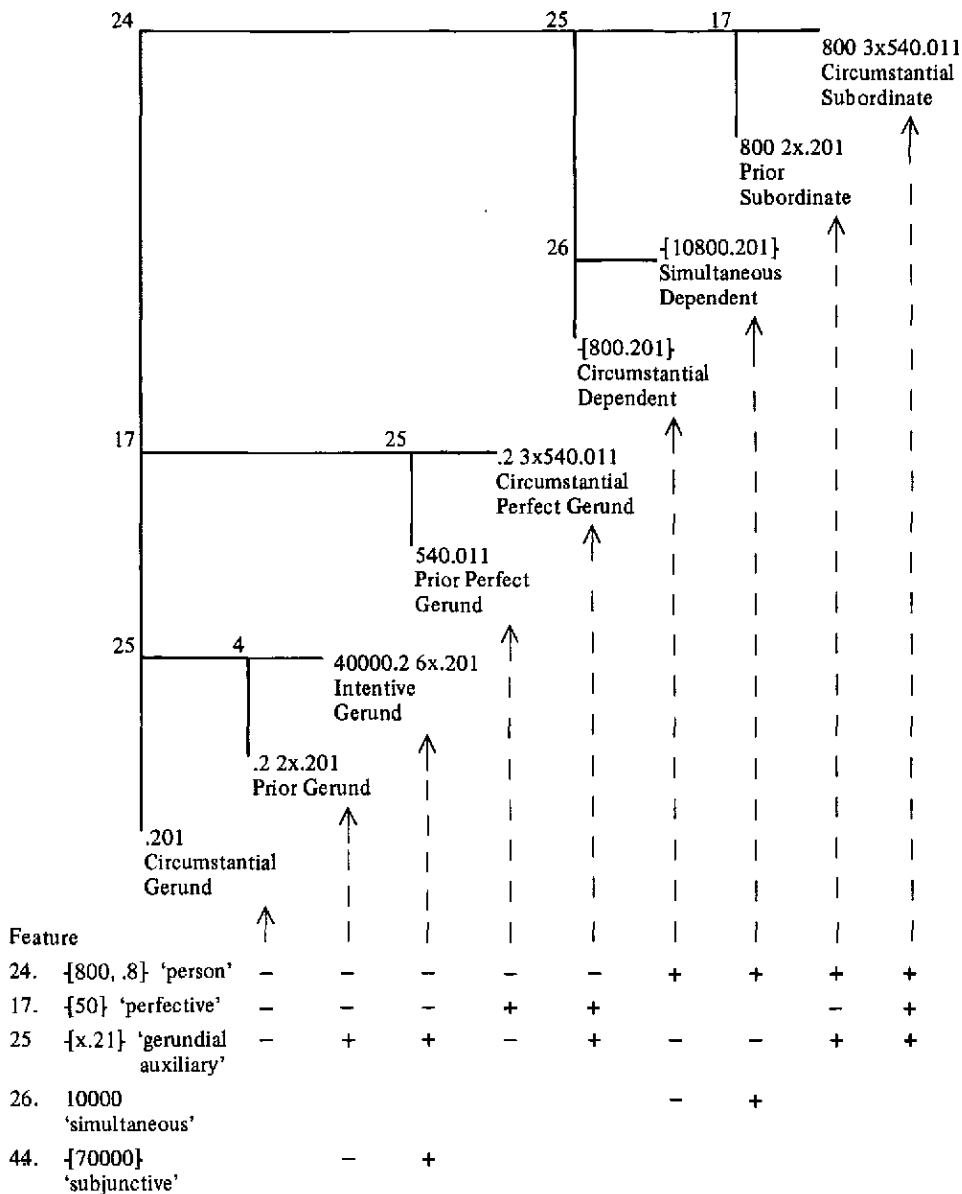 24 25 17
800 3x540.011
Circumstantial
Subordinate
800 2x.201
Prior
Subordinate
26 -[10800.201}-
Simultaneous
Dependent
-[800.201}-
Circumstantial
Dependent
17 25
.2 3x540.011
Circumstantial
Perfect Gerund
540.011
Prior Perfect
Gerund
25 4
40000.2 6x.201
Intentive
Gerund
.2 2x.201
Prior Gerund
.201
Circumstantial
Gerund
Feature
24. -[800, .8}- ‘person’ – – – – – + + + +
17. -[50}- ‘perfective’ – – – + + – +
25 -[x.21}- ‘gerundial – + + – + – – + +
auxiliary’
26. 10000 – +
‘simultaneous’
44. -[70000}- – +
‘subjunctive’